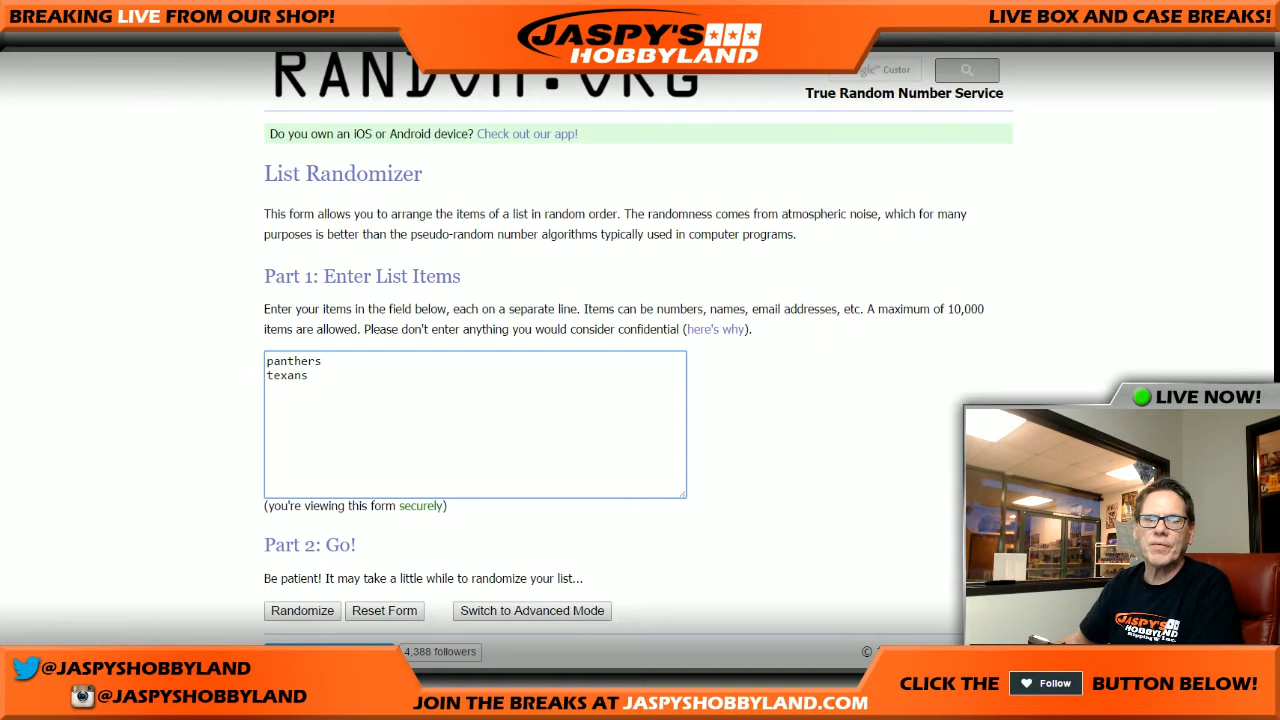 BREAKING LIVE FROM OUR SHOP!
JASPY'S
HOBBYLAND
LIVE BOX AND CASE BREAKS!
RANDOM.ORG
Custor
True Random Number Service
Do you own an iOS or Android device? Check out our app!
List Randomizer
This form allows you to arrange the items of a list in random order. The randomness comes from atmospheric noise, which for many
purposes is better than the pseudo-random number algorithms typically used in computer programs.
Part 1: Enter List Items
Enter your items in the field below, each on a separate line. Items can be numbers, names, email addresses, etc. A maximum of 10,000
items are allowed. Please don't enter anything you would consider confidential (here's why).
panthers
texans
(you're viewing this form securely)
LIVE NOW!
Part 2: Go!
Be patient! It may take a little while to randomize your list...
Randomize Reset Form Switch to Advanced Mode
JASPY'S
HOBBYLAND
4,388 followers
©
@JASPYSHOBBYLAND
@JASPYSHOBBYLAND
JOIN THE BREAKS AT JASPYSHOBBYLAND.COM
CLICK THE Follow BUTTON BELOW!